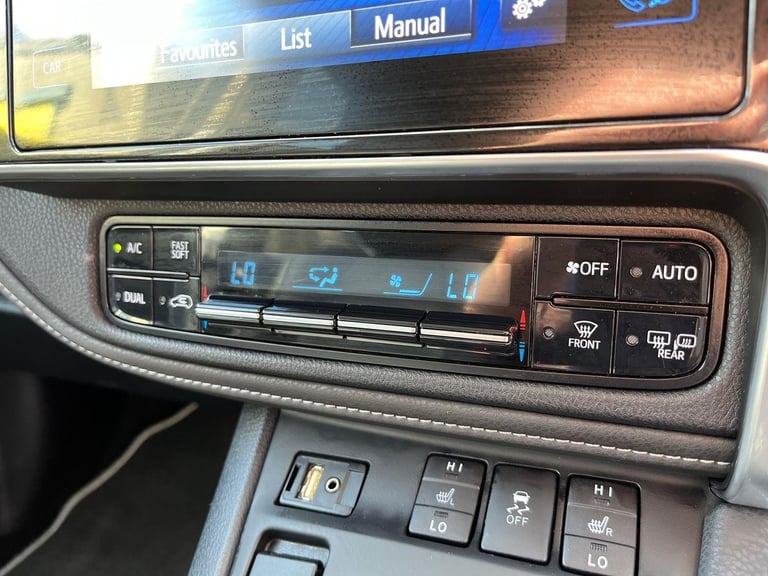 CAR
Favourites List Manual
A/C FAST SOFT
DUAL
LO LO
OFF AUTO
FRONT REAR
HI
L
LO
OFF
HI
R
LO